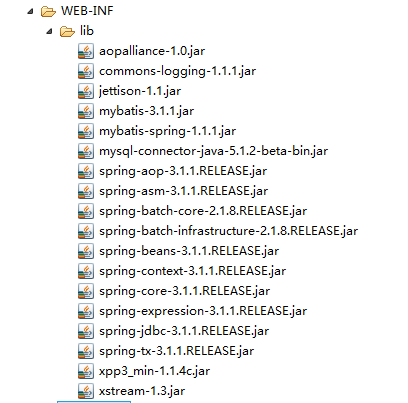 WEB-INF
lib
aopalliance-1.0.jar
commons-logging-1.1.1.jar
jettison-1.1.jar
mybatis-3.1.1.jar
mybatis-spring-1.1.1.jar
mysql-connector-java-5.1.2-beta-bin.jar
spring-aop-3.1.1.RELEASE.jar
spring-asm-3.1.1.RELEASE.jar
spring-batch-core-2.1.8.RELEASE.jar
spring-batch-infrastructure-2.1.8.RELEASE.jar
spring-beans-3.1.1.RELEASE.jar
spring-context-3.1.1.RELEASE.jar
spring-core-3.1.1.RELEASE.jar
spring-expression-3.1.1.RELEASE.jar
spring-jdbc-3.1.1.RELEASE.jar
spring-tx-3.1.1.RELEASE.jar
xpp3_min-1.1.4c.jar
xstream-1.3.jar